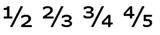 ½ ⅔ ¾ ⅘